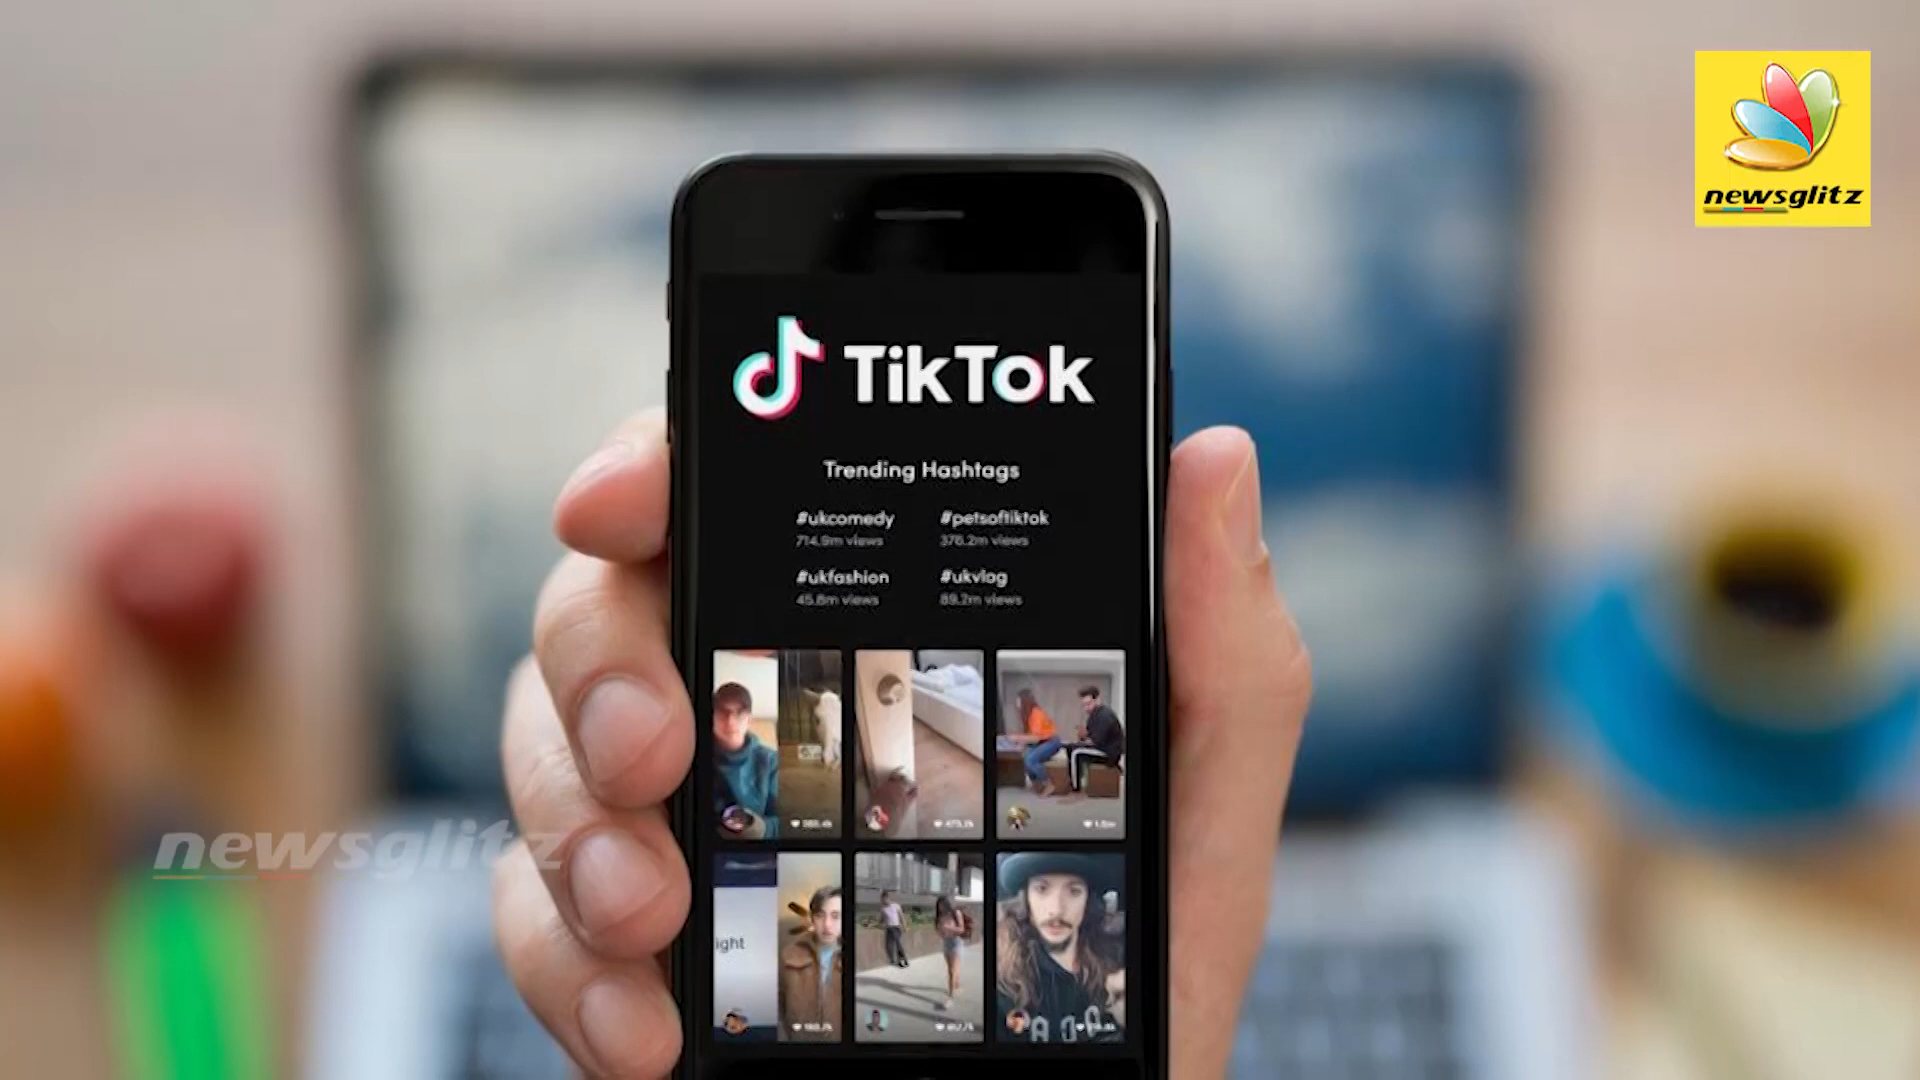 newsglitz
TikTok
Trending Hashtags
#ukcomedy #petsoftiktok
714.9m views 376.2m views
#ukfashion #ukvlog
45.8m views 89.2m views
newsglitz
ight